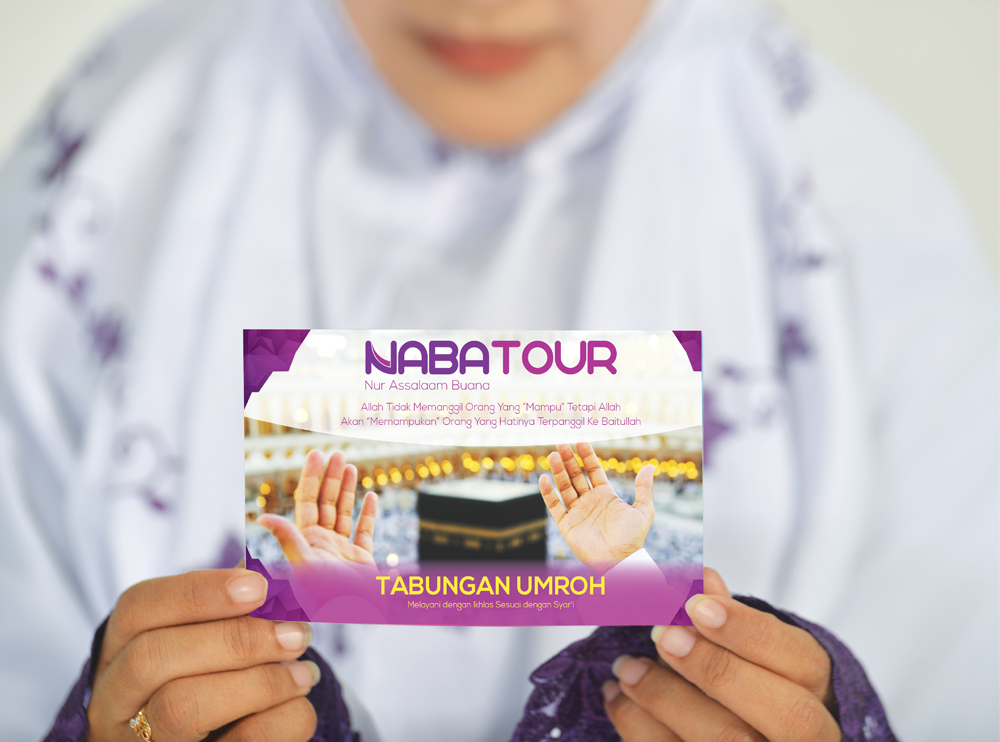 NABATOUR
Nur Assalaam Buana
Allah Tidak Memanggil Orang Yang "Mampu" Tetapi Allah
Akan "Memampukan" Orang Yang Hatinya Terpanggil Ke Baitullah
TABUNGAN UMROH
Melayani dengan Ikhlas Sesuai dengan Syar'i